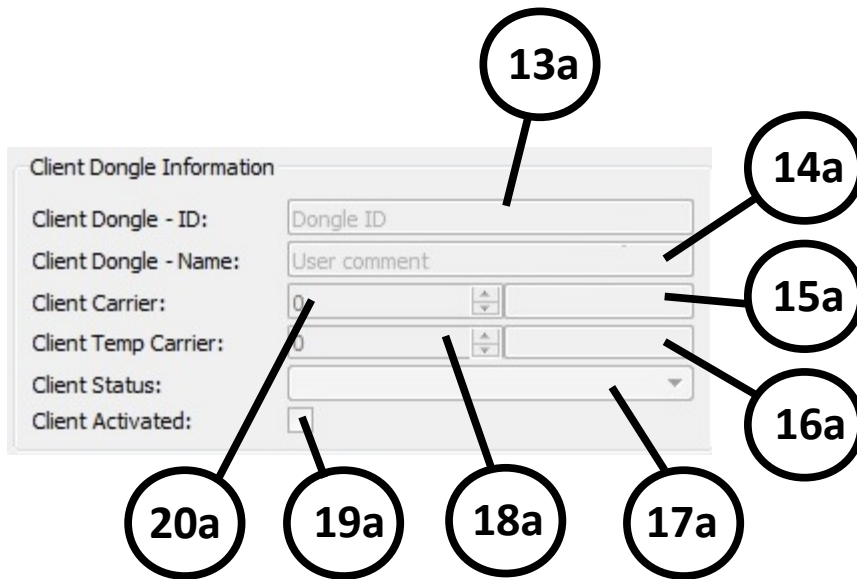 13a
Client Dongle Information
14a
Client Dongle - ID: Dongle ID
Client Dongle - Name: User comment
Client Carrier: 0
15a
Client Temp Carrier: 0
Client Status:
16a
Client Activated:
20a 19a 18a 17a